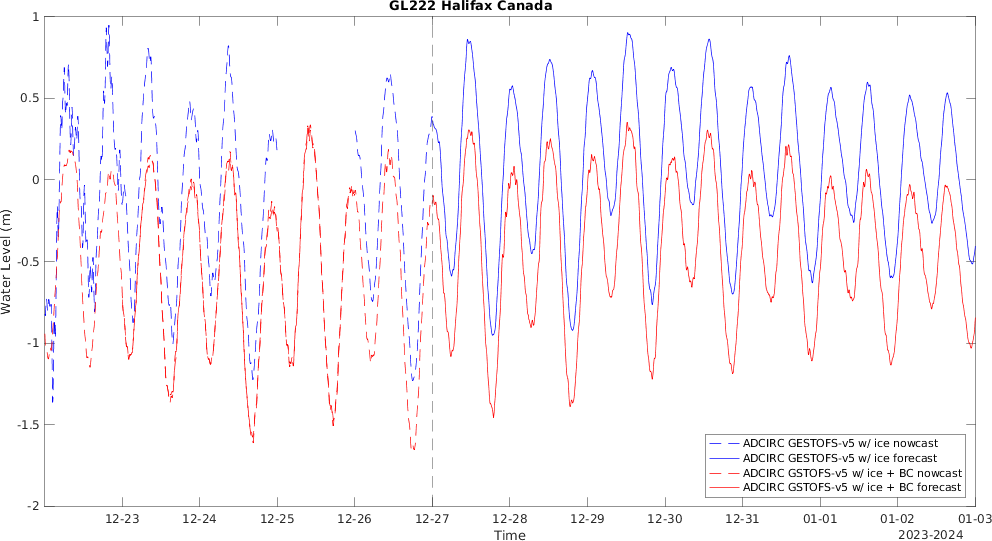 GL222 Halifax Canada
1
0.5
0
-0.5
-1
-1.5
-2
Water Level (m)
ADCIRC GESTOFS-v5 w/ ice nowcast
ADCIRC GESTOFS-v5 w/ ice forecast
ADCIRC GSTOFS-v5 w/ ice + BC nowcast
ADCIRC GSTOFS-v5 w/ ice + BC forecast
12-23 12-24 12-25 12-26 12-27 12-28 12-29 12-30 12-31 01-01 01-02 01-03
Time
2023-2024